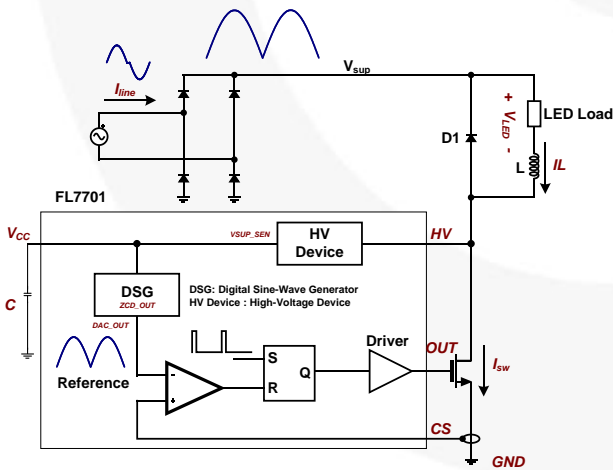 Vsup
Iline
LED Load
+ VLED -
D1
L
IL
FL7701
VCC
VSUP_SEN
HV
Device
HV
C
DSG
ZCD_OUT
DSG: Digital Sine-Wave Generator
HV Device : High-Voltage Device
DAC_OUT
Driver
OUT
Reference
-
+
S
R
Q
Isw
CS
GND